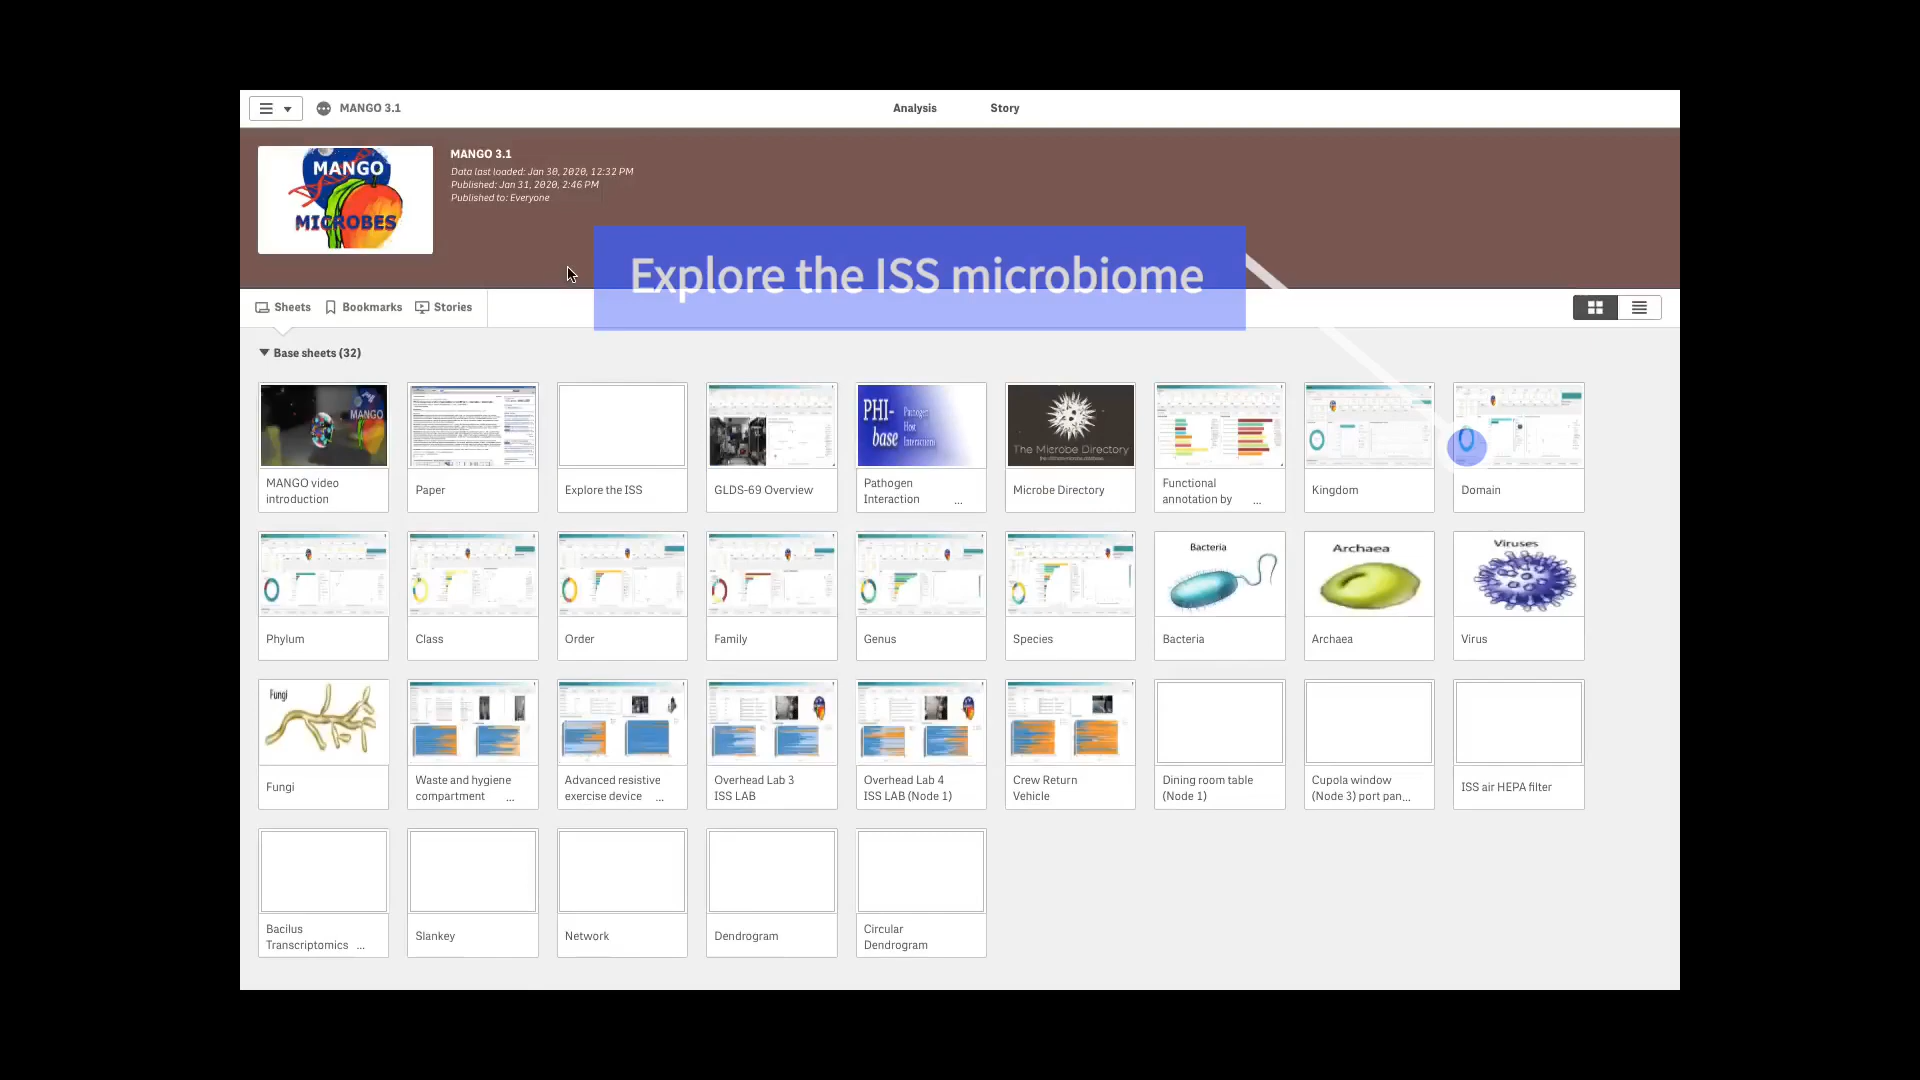 MANGO 3.1
Analysis
Story
MANGO
MICROBES
MANGO 3.1
Data last loaded: Jan 30, 2020, 12:32 PM
Published: Jan 31, 2020, 2:46 PM
Published to: Everyone
Explore the ISS microbiome
Sheets
Bookmarks
Stories
Base sheets (32)
MANGO
PHI-
base
Pathogen
Host
Interactions
The Microbe Directory
MANGO video
introduction
Paper
Explore the ISS
GLDS-69 Overview
Pathogen
Interaction ...
Microbe Directory
Functional
annotation by ...
Kingdom
Domain
Bacteria
Archaea
Viruses
Phylum
Class
Order
Family
Genus
Species
Bacteria
Archaea
Virus
Fungi
Fungi
Waste and hygiene
compartment ...
Advanced resistive
exercise device ...
Overhead Lab 3
ISS LAB
Overhead Lab 4
ISS LAB (Node 1)
Crew Return
Vehicle
Dining room table
(Node 1)
Cupola window
(Node 3) port pan...
ISS air HEPA filter
Bacilus
Transcriptomics ...
Slankey
Network
Dendrogram
Circular
Dendrogram